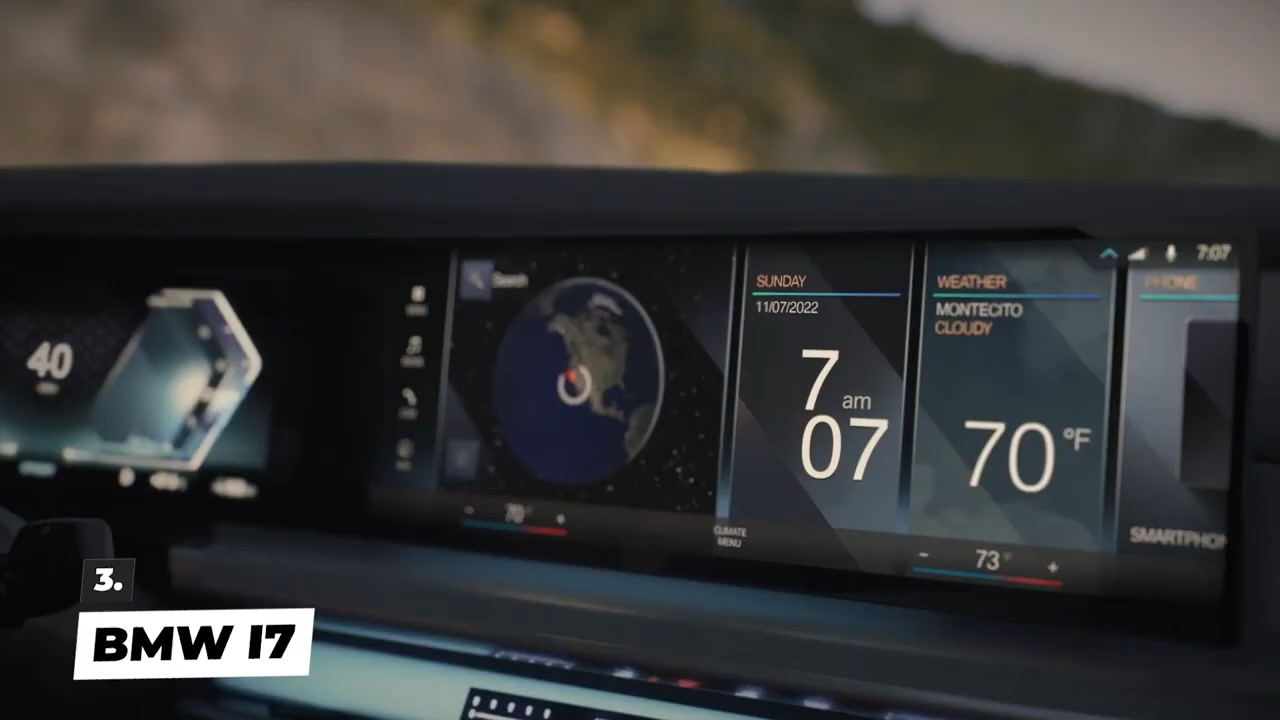 40
Search
70
CLIMATE
MENU
SUNDAY
11/07/2022
7
am
07
WEATHER
MONTECITO
CLOUDY
70°F
73
7:07
PHONE
SMARTPHON
3.
BMW I7